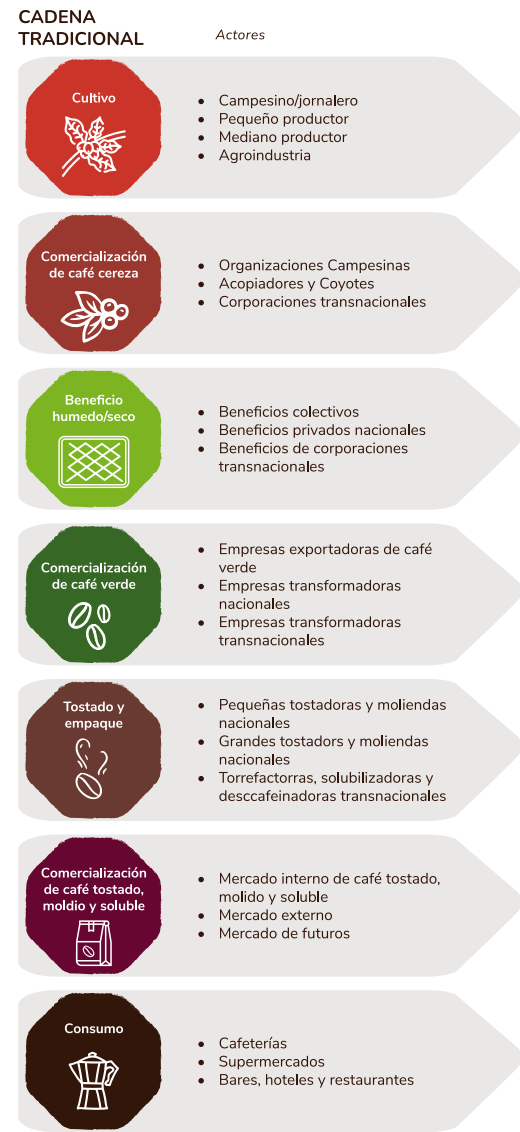 CADENA
TRADICIONAL
Actores
Cultivo
• Campesino/jornalero
• Pequeño productor
• Mediano productor
• Agroindustria
Comercialización
de café cereza
• Organizaciones Campesinas
• Acopiadores y Coyotes
• Corporaciones transnacionales
Beneficio
humedo/seco
• Beneficios colectivos
• Beneficios privados nacionales
• Beneficios de corporaciones
transnacionales
Comercialización
de café verde
• Empresas exportadoras de café
verde
• Empresas transformadoras
nacionales
• Empresas transformadoras
transnacionales
Tostado y
empaque
• Pequeñas tostadoras y moliendas
nacionales
• Grandes tostadors y moliendas
nacionales
• Torrefactorras, solubilizadoras y
desccafeinadoras transnacionales
Comercialización
de café tostado,
moldio y soluble
• Mercado interno de café tostado,
molido y soluble
• Mercado externo
• Mercado de futuros
Consumo
• Cafeterías
• Supermercados
• Bares, hoteles y restaurantes